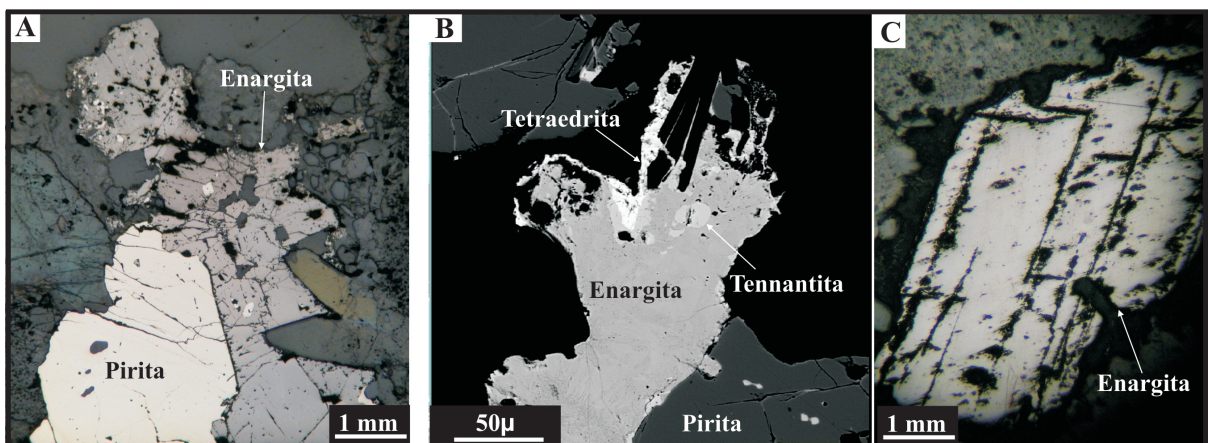 A
Enargita
Pirita
1 mm
B
Tetraedrita
Enargita
Tennantita
Pirita
50µ
C
Enargita
1 mm